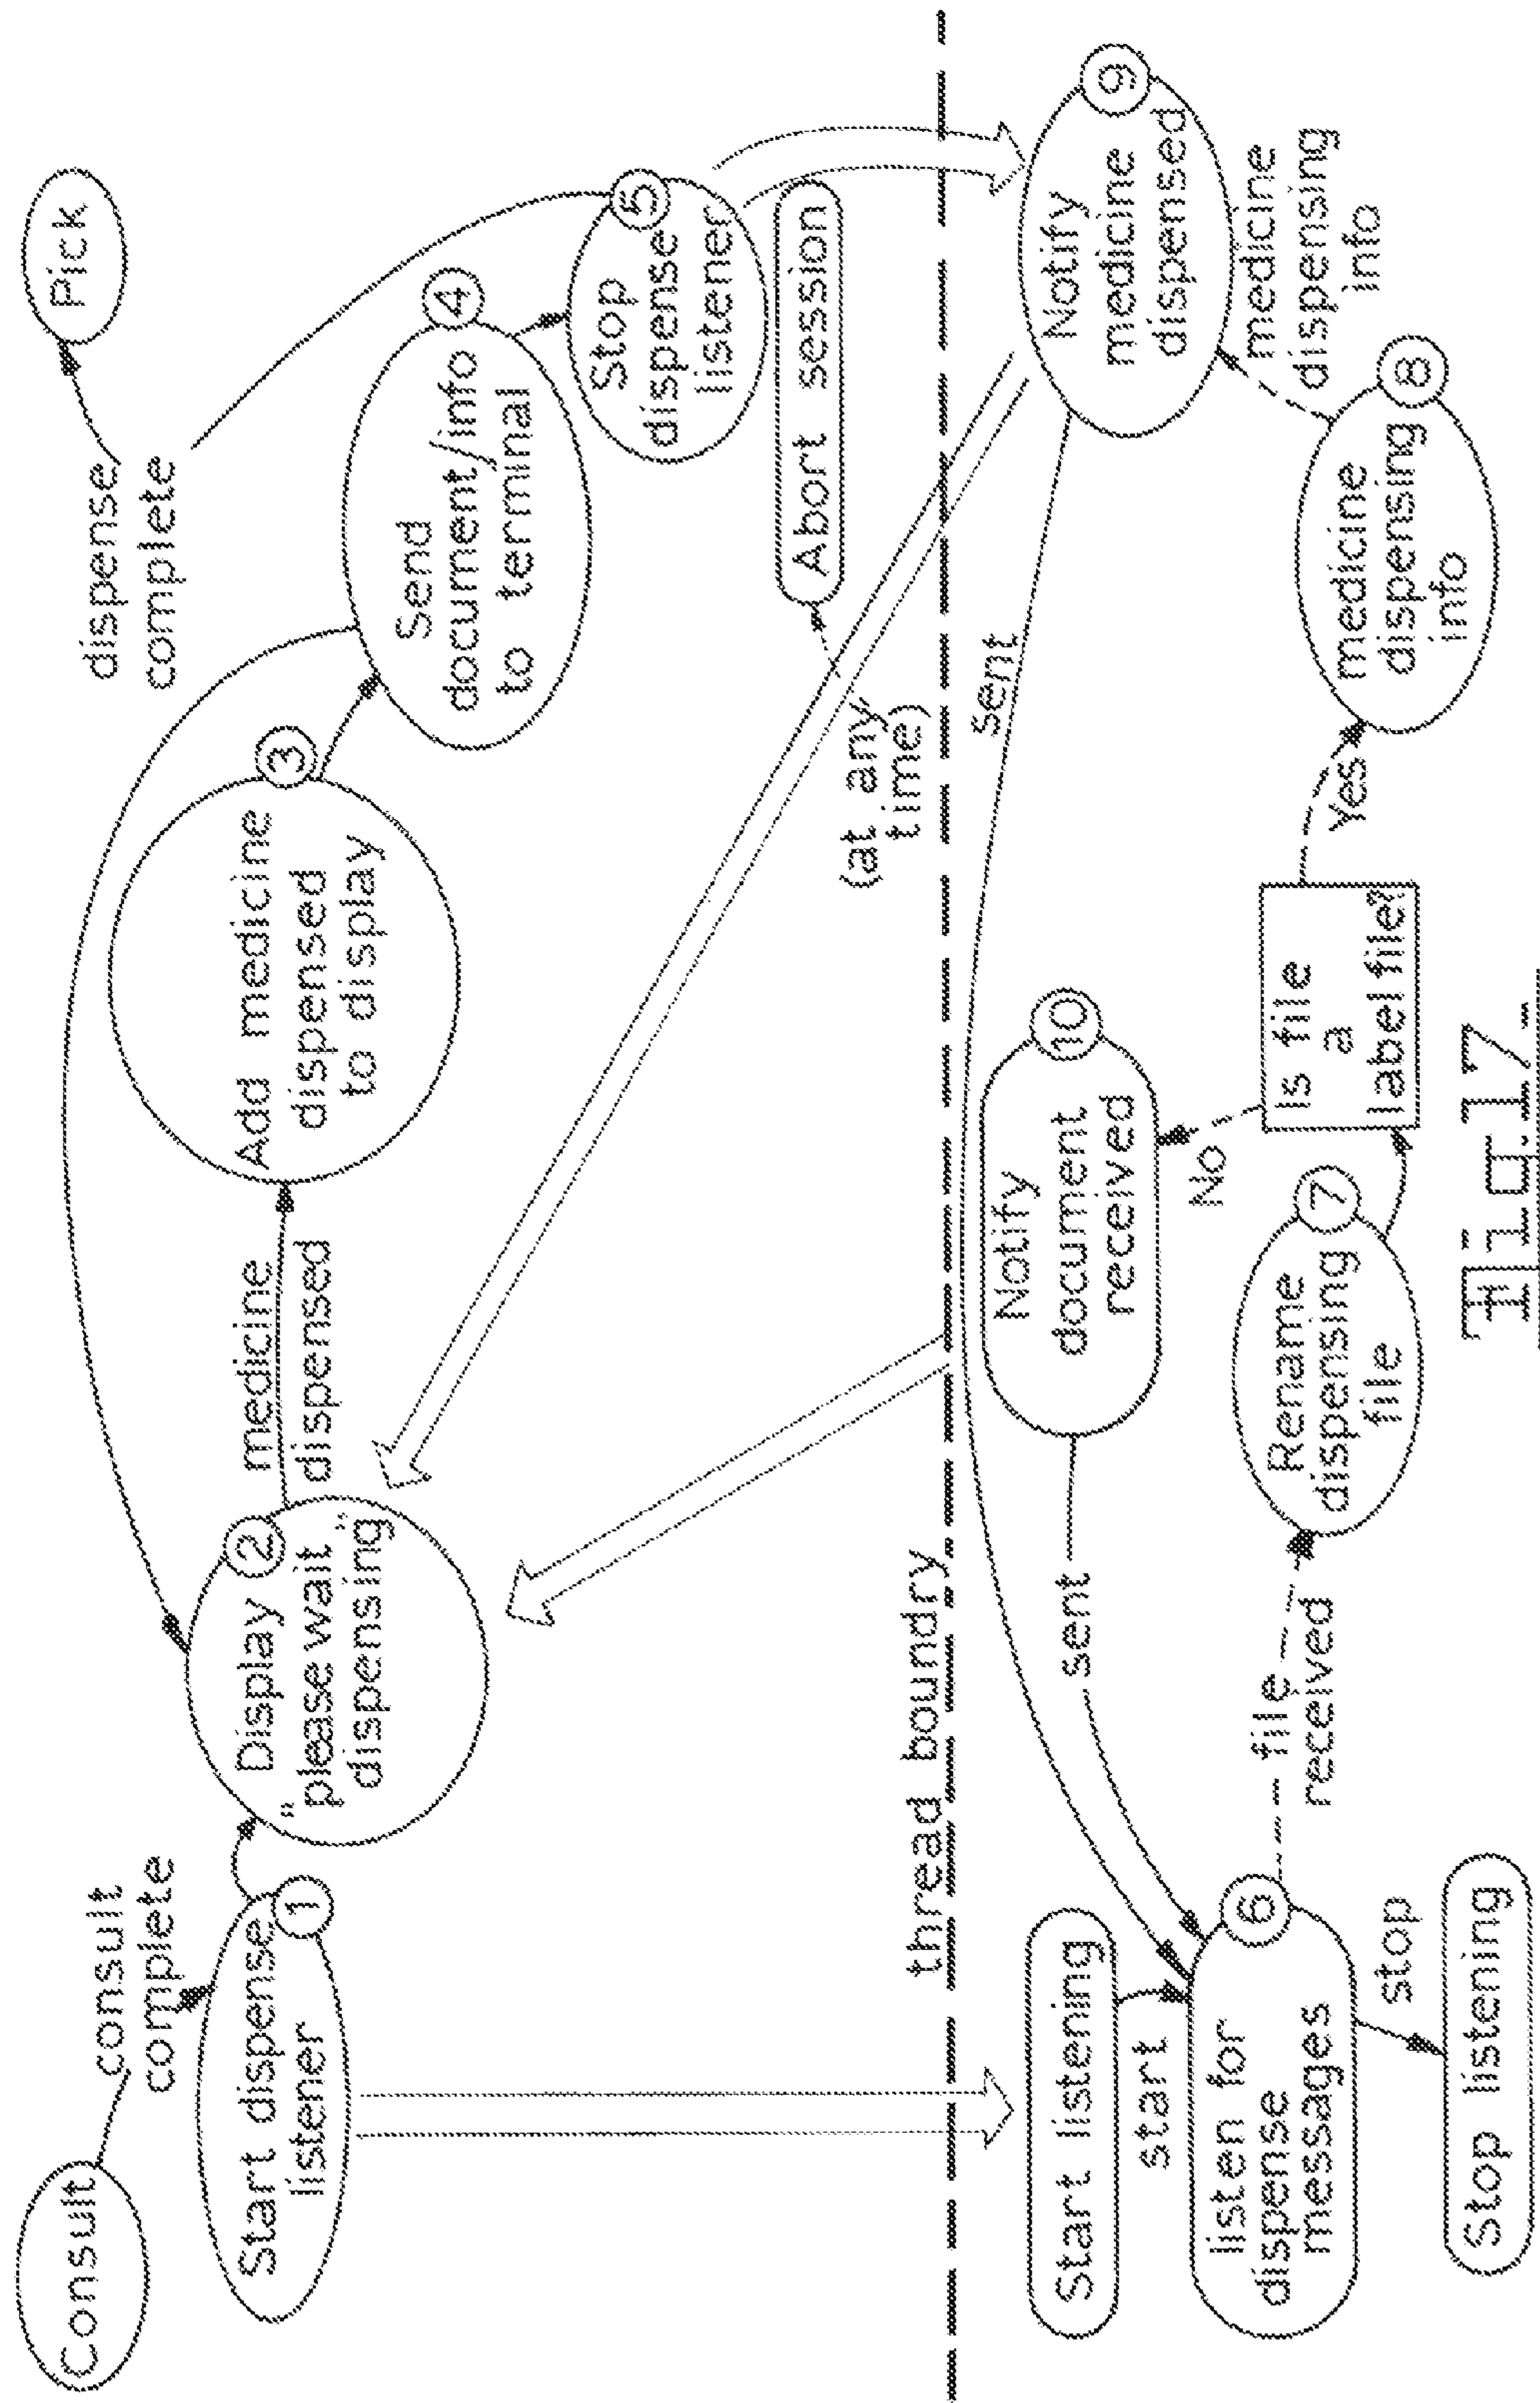 Consult
consult
complete
Start dispense
listener
1
Display
"please wait"
dispensing
2
medicine
dispensed
Add medicine
dispensed
to display
3
Send
document/info
to terminal
4
Stop
dispense
listener
5
dispense
complete
Pick
Abort session
(at any
time)
thread boundry
Start listening
start
listen for
dispense
messages
6
stop
Stop listening
file
received
Rename
dispensing
file
7
Is file
a
label file?
No
Yes
Notify
document
received
10
sent
medicine
dispensing
info
8
medicine
dispensing
info
Notify
medicine
dispensed
9
sent
Fig.17